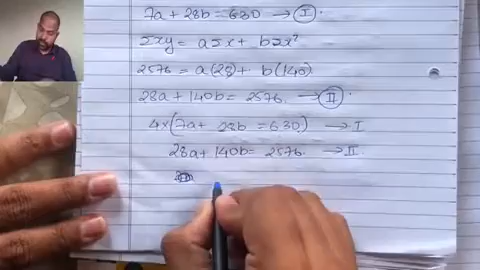 7a + 28b = 630 → I
Σxy = aΣx + bΣx²
2576 = a(28) + b(140)
28a + 140b = 2576 → II
4×(7a + 28b = 630) → I
28a + 140b = 2576 → II